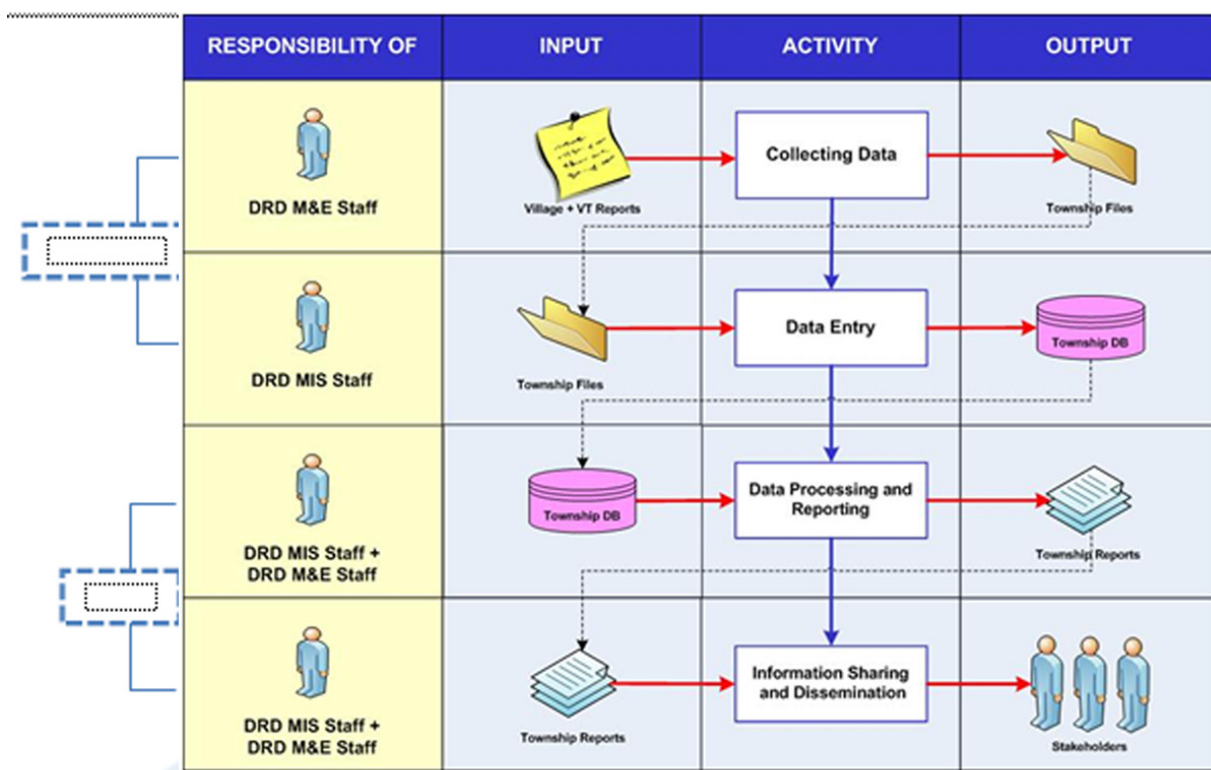 RESPONSIBILITY OF
INPUT
ACTIVITY
OUTPUT
DRD M&E Staff
Village + VT Reports
Collecting Data
Township Files
DRD MIS Staff
Township Files
Data Entry
Township DB
DRD MIS Staff +
DRD M&E Staff
Township DB
Data Processing and
Reporting
Township Reports
DRD MIS Staff +
DRD M&E Staff
Township Reports
Information Sharing
and Dissemination
Stakeholders